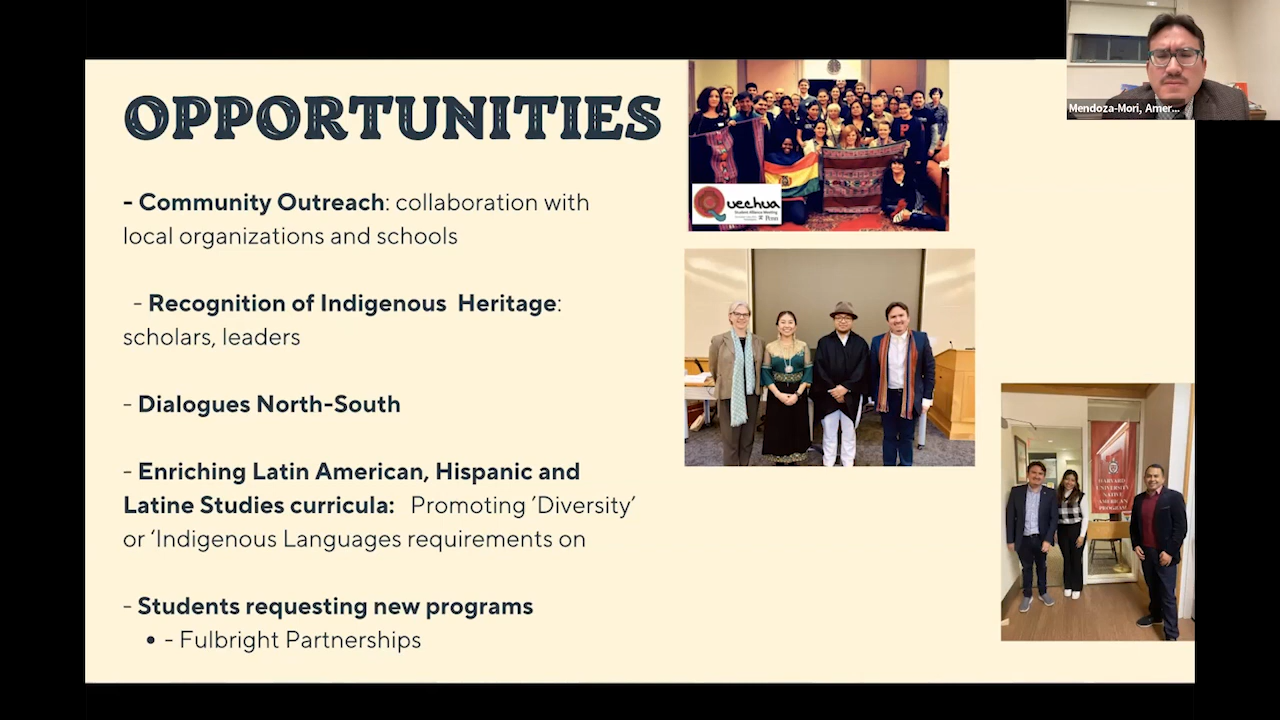 OPPORTUNITIES
- Community Outreach: collaboration with
local organizations and schools
- Recognition of Indigenous Heritage:
scholars, leaders
- Dialogues North-South
- Enriching Latin American, Hispanic and
Latine Studies curricula: Promoting ‘Diversity’
or ‘Indigenous Languages requirements on
- Students requesting new programs
• - Fulbright Partnerships
Quechua
Student Alliance Meeting
Penn
P
HARVARD
UNIVERSITY
NATIVE
AMERICAN
PROGRAM
Mendoza-Mori, Amer...